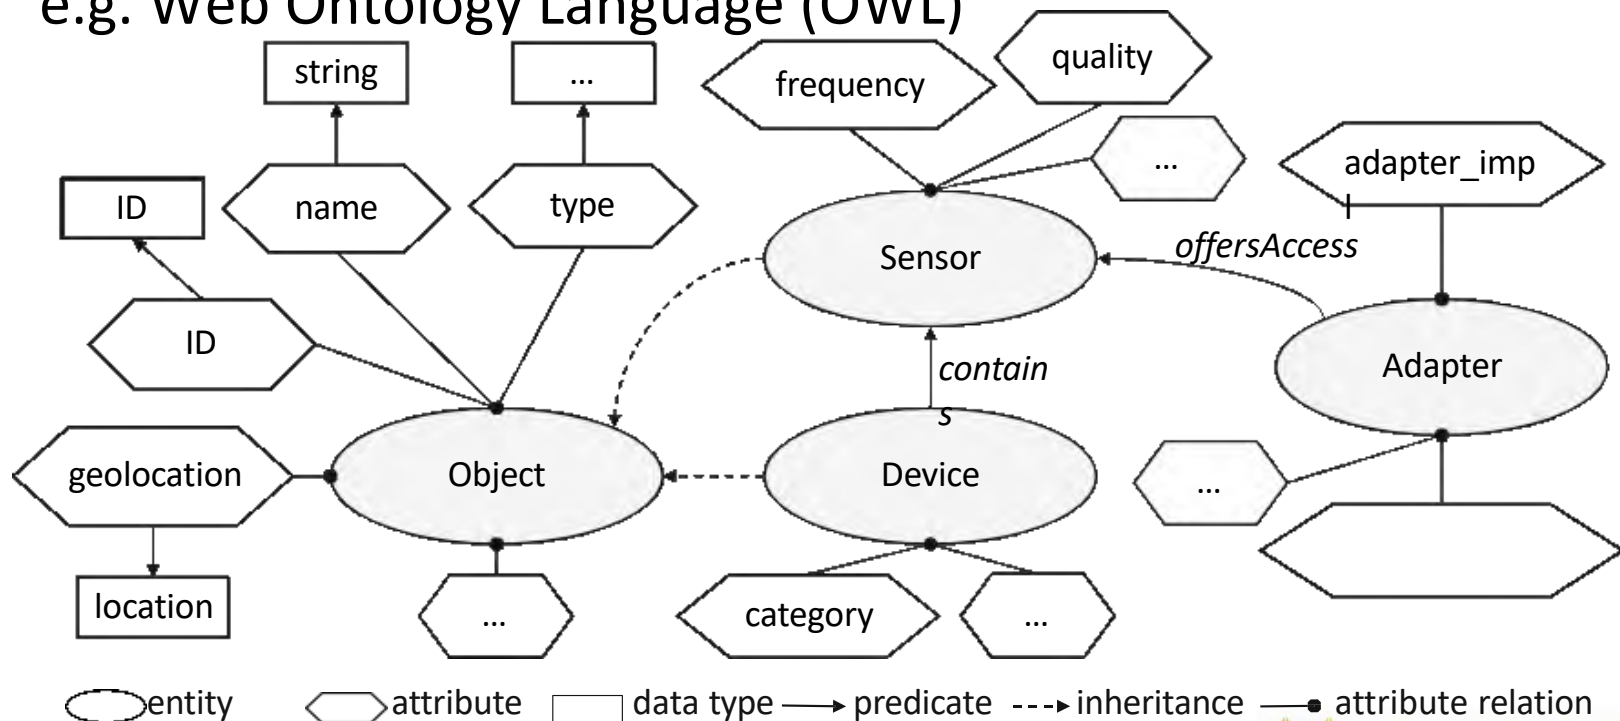 e.g. Web Ontology Language (OWL)
string
...
frequency
quality
...
adapter_imp
l
ID
name
type
Sensor
offersAccess
ID
contain
s
Adapter
geolocation
Object
Device
...
location
...
category
...
entity
attribute
data type
predicate
inheritance
attribute relation